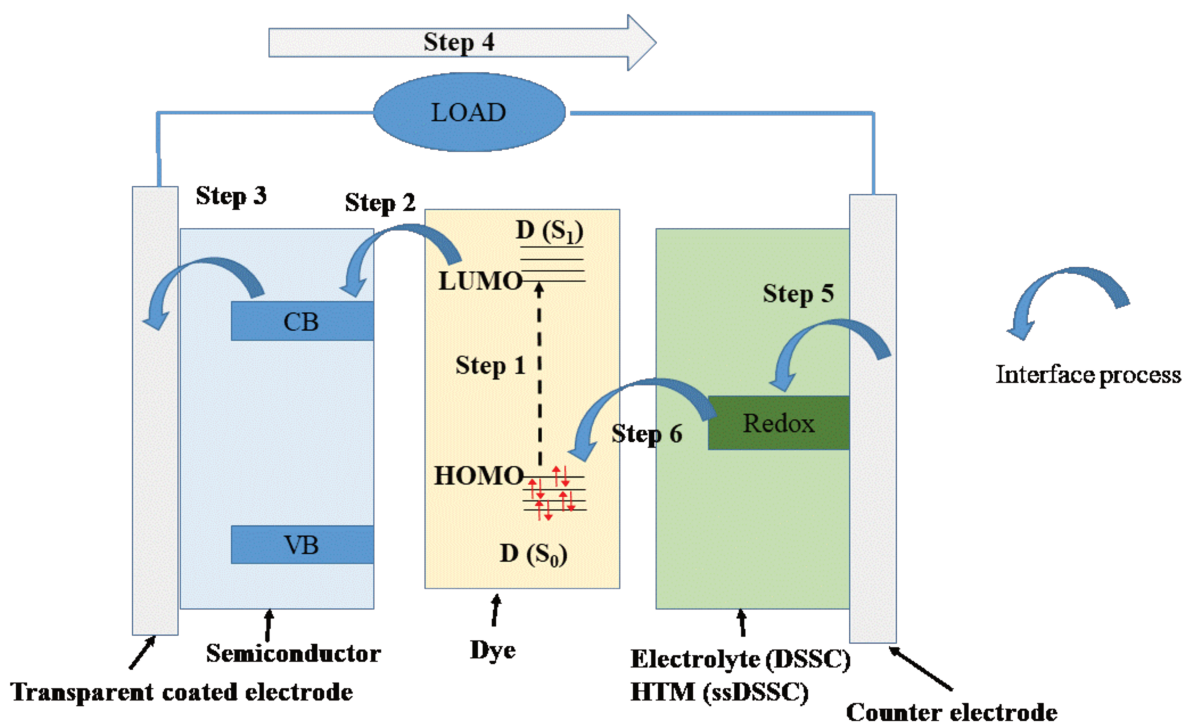 Step 4
LOAD
Step 3
Step 2
D (S₁)
LUMO
Step 5
CB
Step 1
Interface process
Redox
Step 6
HOMO
VB
D (S₀)
Semiconductor
Dye
Electrolyte (DSSC)
HTM (ssDSSC)
Transparent coated electrode
Counter electrode